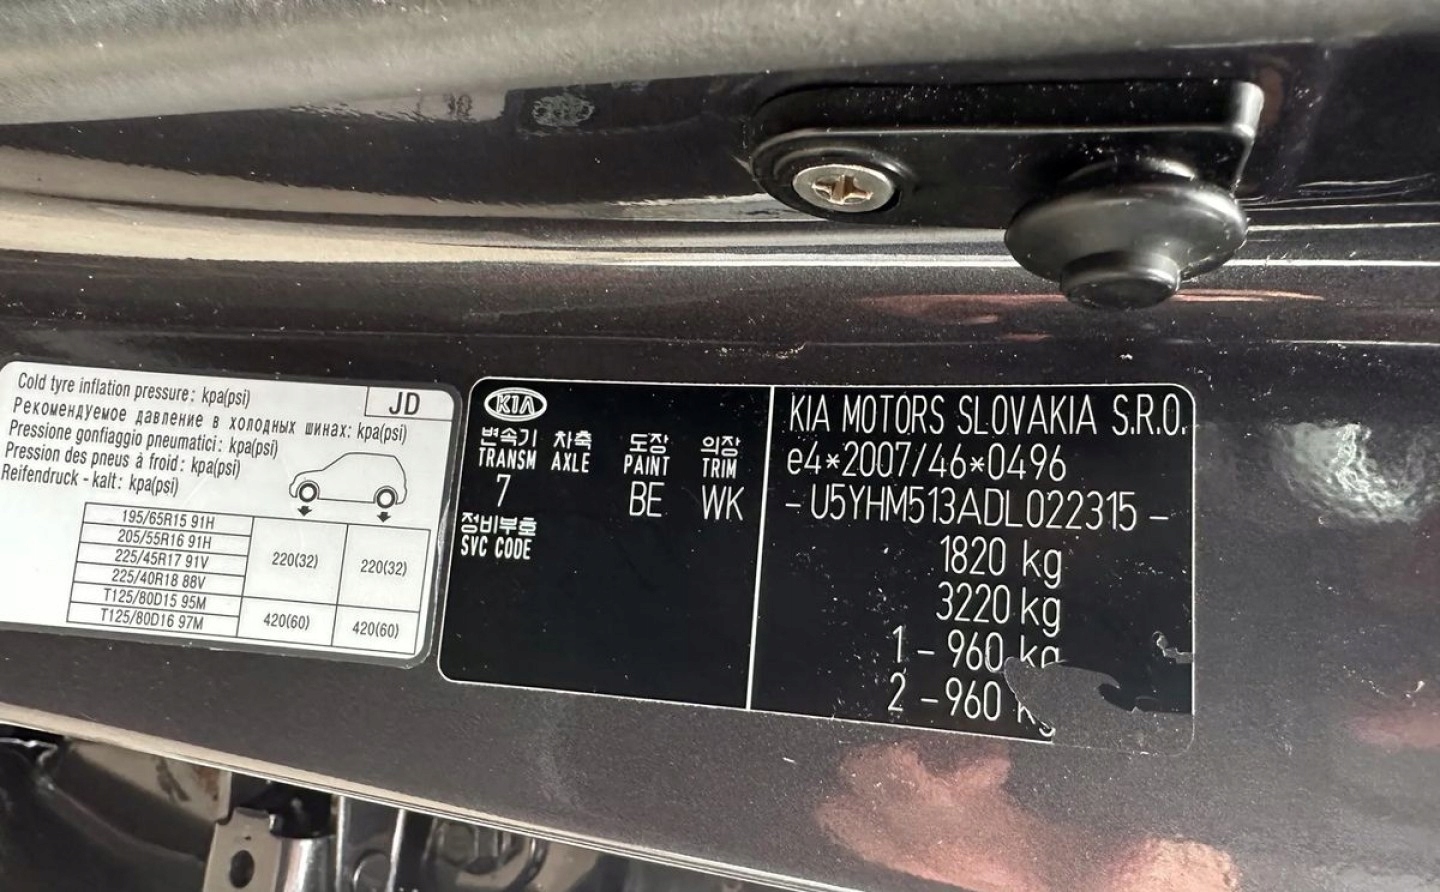 Cold tyre inflation pressure: kpa(psi)
JD
Рекомендуемое давление в холодных шинах: kpa(psi)
Pressione gonfiaggio pneumatici: kpa(psi)
Pression des pneus à froid: kpa(psi)
Reifendruck - kalt: kpa(psi)
195/65R15 91H
205/55R16 91H
225/45R17 91V
225/40R18 88V
220(32) 220(32)
T125/80D15 95M
T125/80D16 97M
420(60) 420(60)
KIA
변속기 차축 도장 의장
TRANSM AXLE PAINT TRIM
7 BE WK
정비부호
SVC CODE
KIA MOTORS SLOVAKIA S.R.O.
e4*2007/46*0496
- U5YHM513ADL022315 -
1820 kg
3220 kg
1 - 960 kg
2 - 960 kg